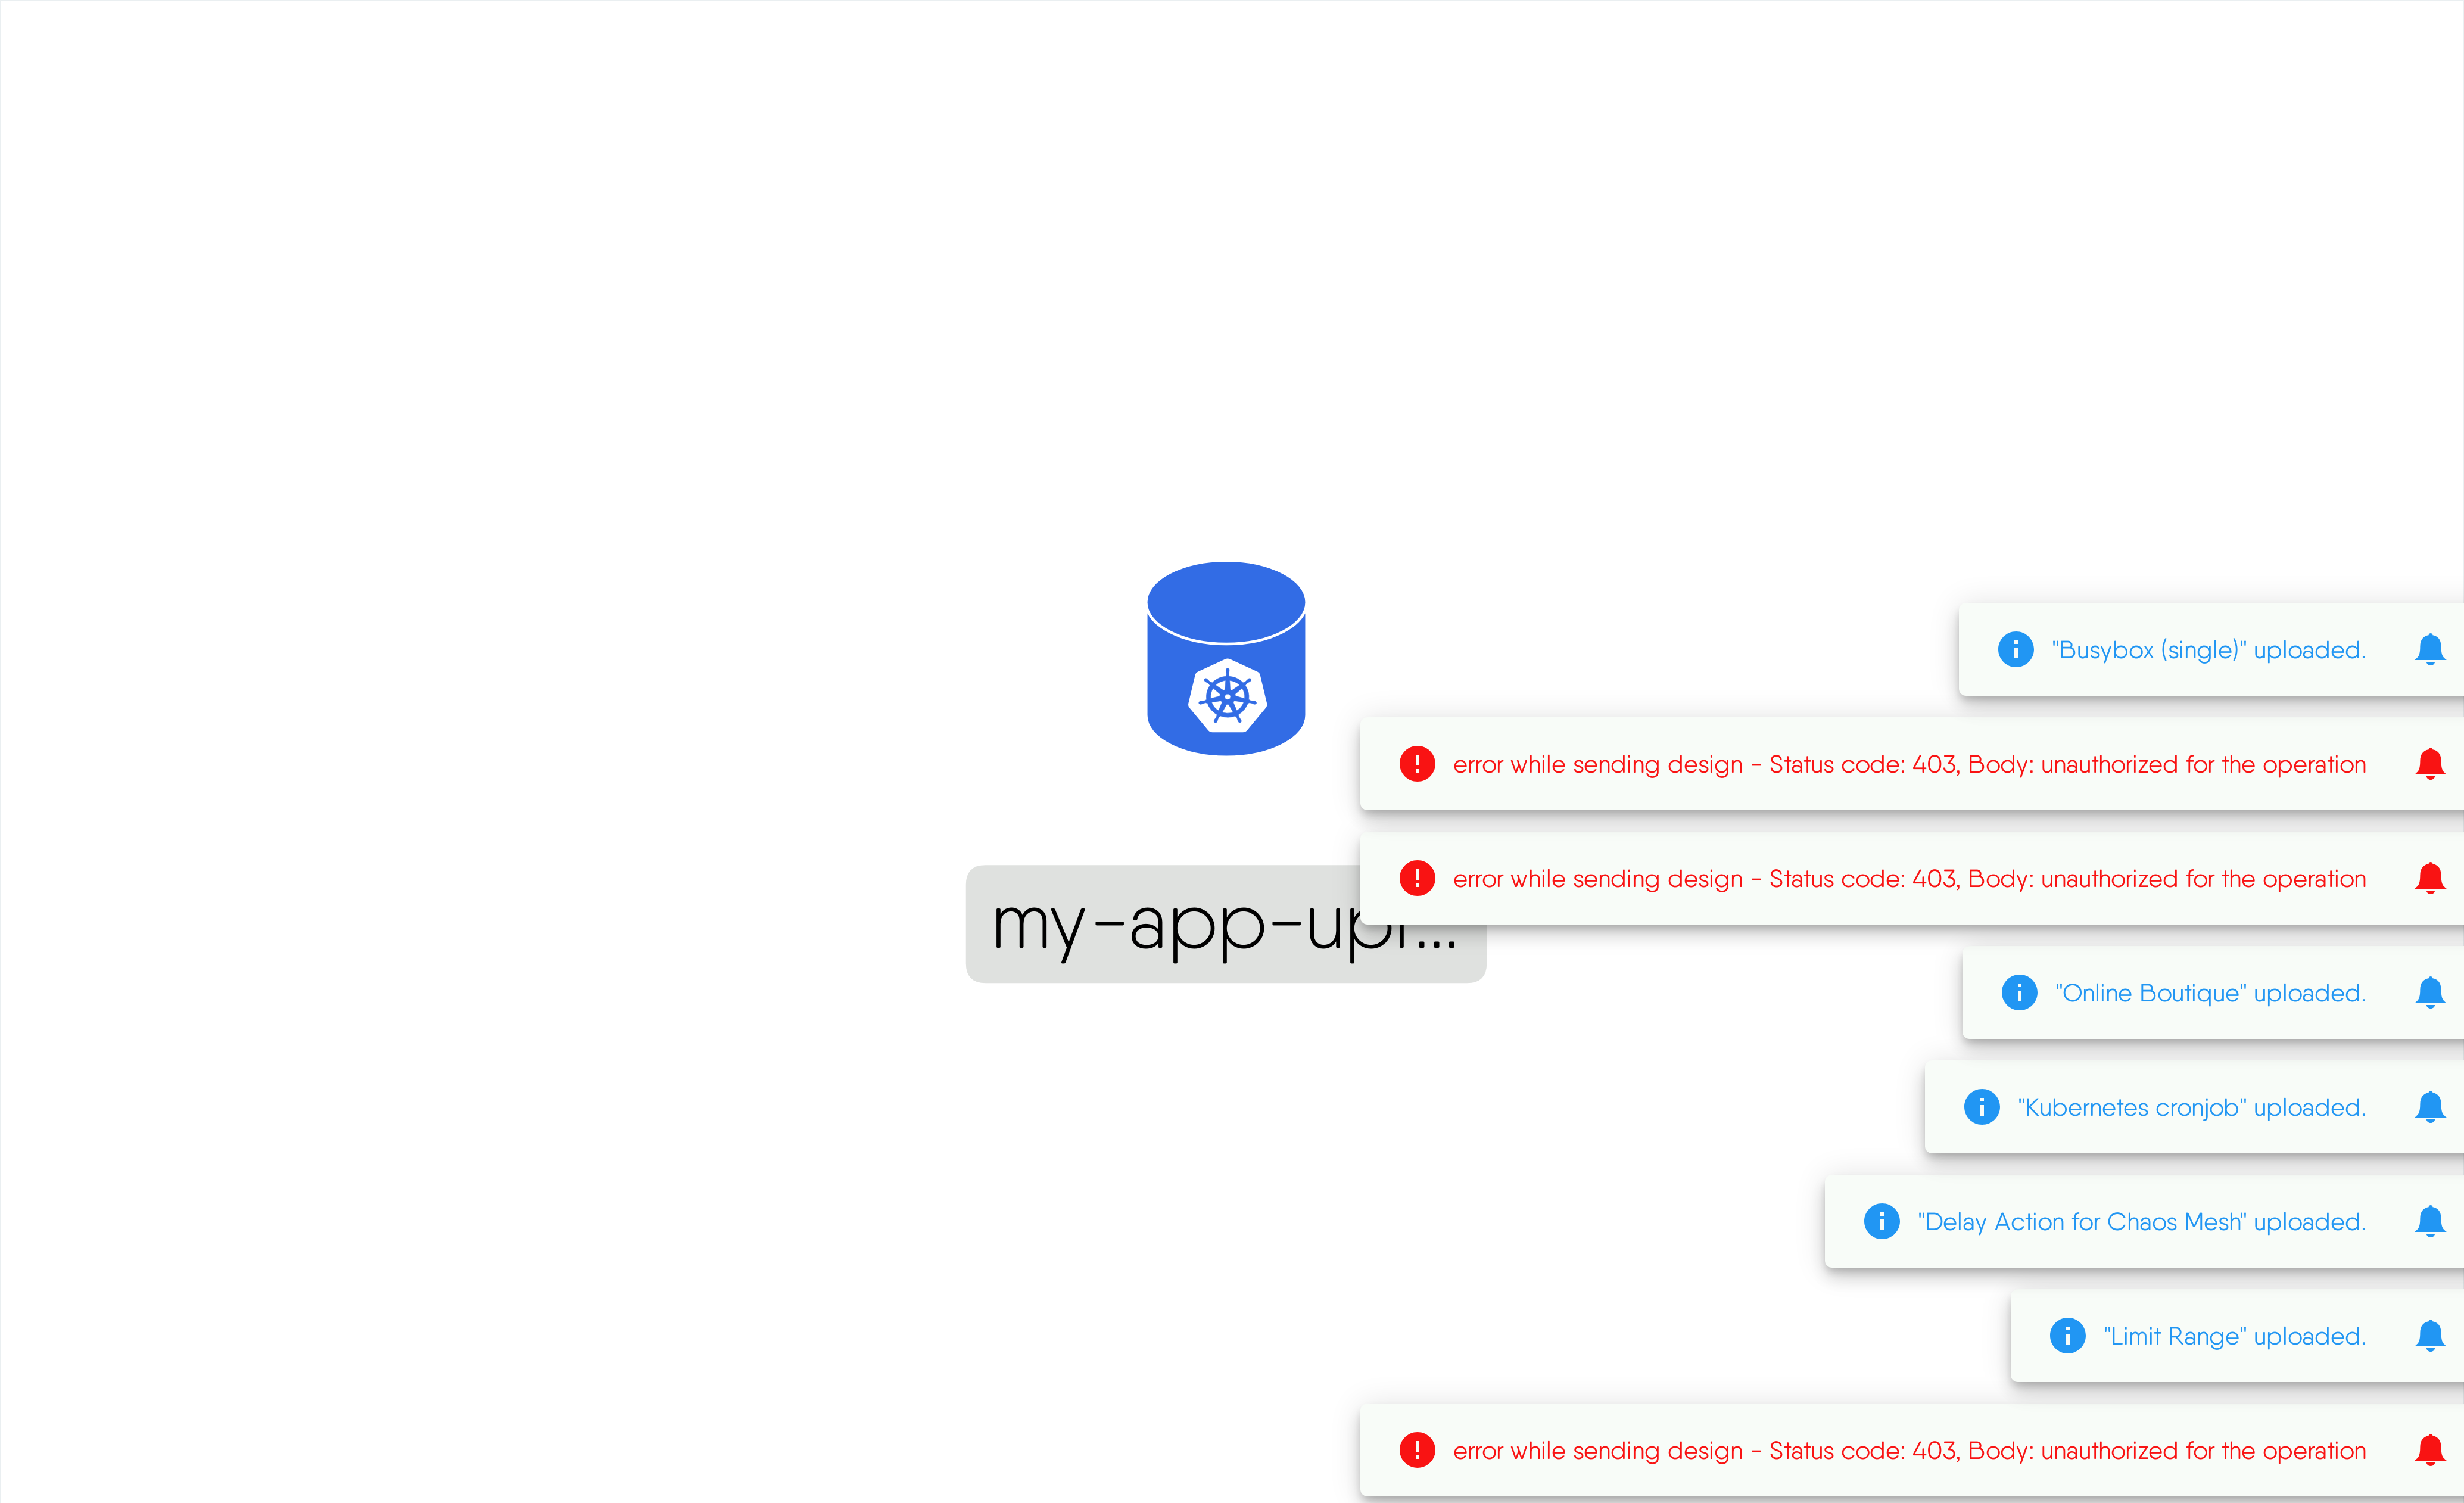 "Busybox (single)" uploaded.
error while sending design - Status code: 403, Body: unauthorized for the operation
error while sending design - Status code: 403, Body: unauthorized for the operation
my-app-upr...
"Online Boutique" uploaded.
"Kubernetes cronjob" uploaded.
"Delay Action for Chaos Mesh" uploaded.
"Limit Range" uploaded.
error while sending design - Status code: 403, Body: unauthorized for the operation